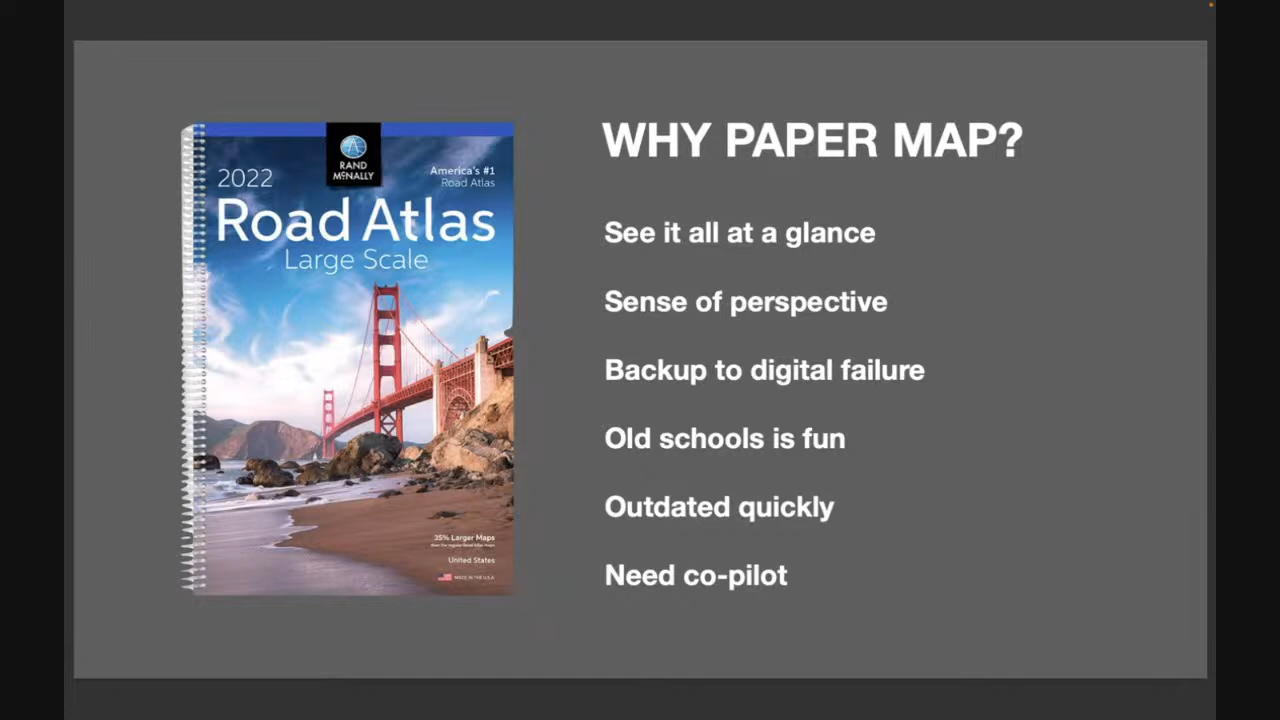 2022
RAND
McNALLY
America's #1
Road Atlas
Road Atlas
Large Scale
35% Larger Maps
United States
MADE IN THE U.S.A.
WHY PAPER MAP?
See it all at a glance
Sense of perspective
Backup to digital failure
Old schools is fun
Outdated quickly
Need co-pilot